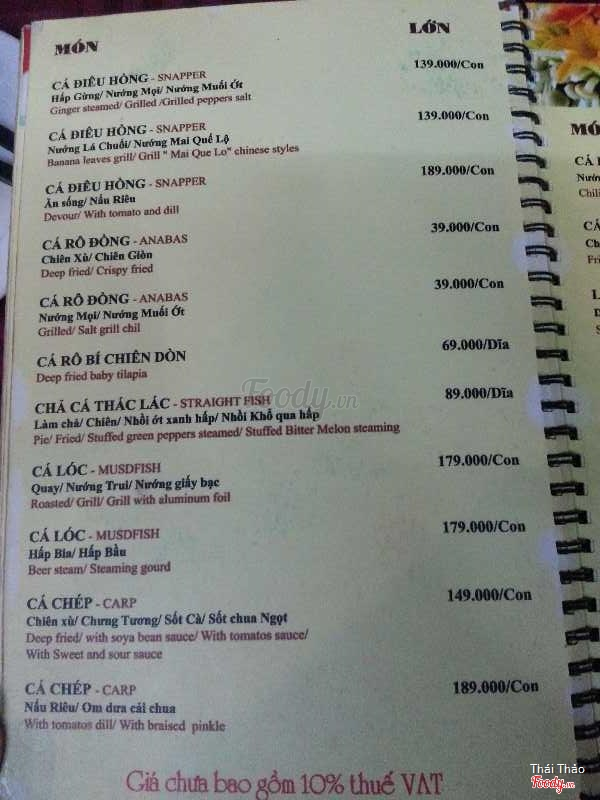 MÓN LỚN
CÁ ĐIÊU HÒNG - SNAPPER 139.000/Con
Hấp Gừng/ Nướng Mọi/ Nướng Muối Ớt
Ginger steamed/ Grilled /Grilled peppers salt
CÁ ĐIÊU HÒNG - SNAPPER 139.000/Con
Nướng Lá Chuối/ Nướng Mai Quế Lộ
Banana leaves grill/ Grill " Mai Que Lo" chinese styles
CÁ ĐIÊU HÒNG - SNAPPER 189.000/Con
Ăn sống/ Nấu Riêu
Devour/ With tomato and dill
CÁ RÔ ĐỒNG - ANABAS 39.000/Con
Chiên Xù/ Chiên Giòn
Deep fried/ Crispy fried
CÁ RÔ ĐỒNG - ANABAS 39.000/Con
Nướng Mọi/ Nướng Muối Ớt
Grilled/ Salt grill chil
CÁ RÔ BÍ CHIÊN DÒN 69.000/Dĩa
Deep fried baby tilapia
CHẢ CÁ THÁC LÁC - STRAIGHT FISH 89.000/Dĩa
Làm chả/ Chiên/ Nhồi ớt xanh hấp/ Nhồi Khổ qua hấp
Pie/ Fried/ Stuffed green peppers steamed/ Stuffed Bitter Melon steaming
CÁ LÓC - MUSDFISH 179.000/Con
Quay/ Nướng Trui/ Nướng giấy bạc
Roasted/ Grill/ Grill with aluminum foil
CÁ LÓC - MUSDFISH 179.000/Con
Hấp Bia/ Hấp Bầu
Beer steam/ Steaming gourd
CÁ CHÉP - CARP 149.000/Con
Chiên xù/ Chưng Tương/ Sốt Cà/ Sốt chua Ngọt
Deep fried/ with soya bean sauce/ With tomatos sauce/
With Sweet and sour sauce
CÁ CHÉP - CARP 189.000/Con
Nấu Riêu/ Om dưa cải chua
With tomatos dill/ With braised pinkle
Giá chưa bao gồm 10% thuế VAT
Foody.vn
Thái Thảo
Foody.vn